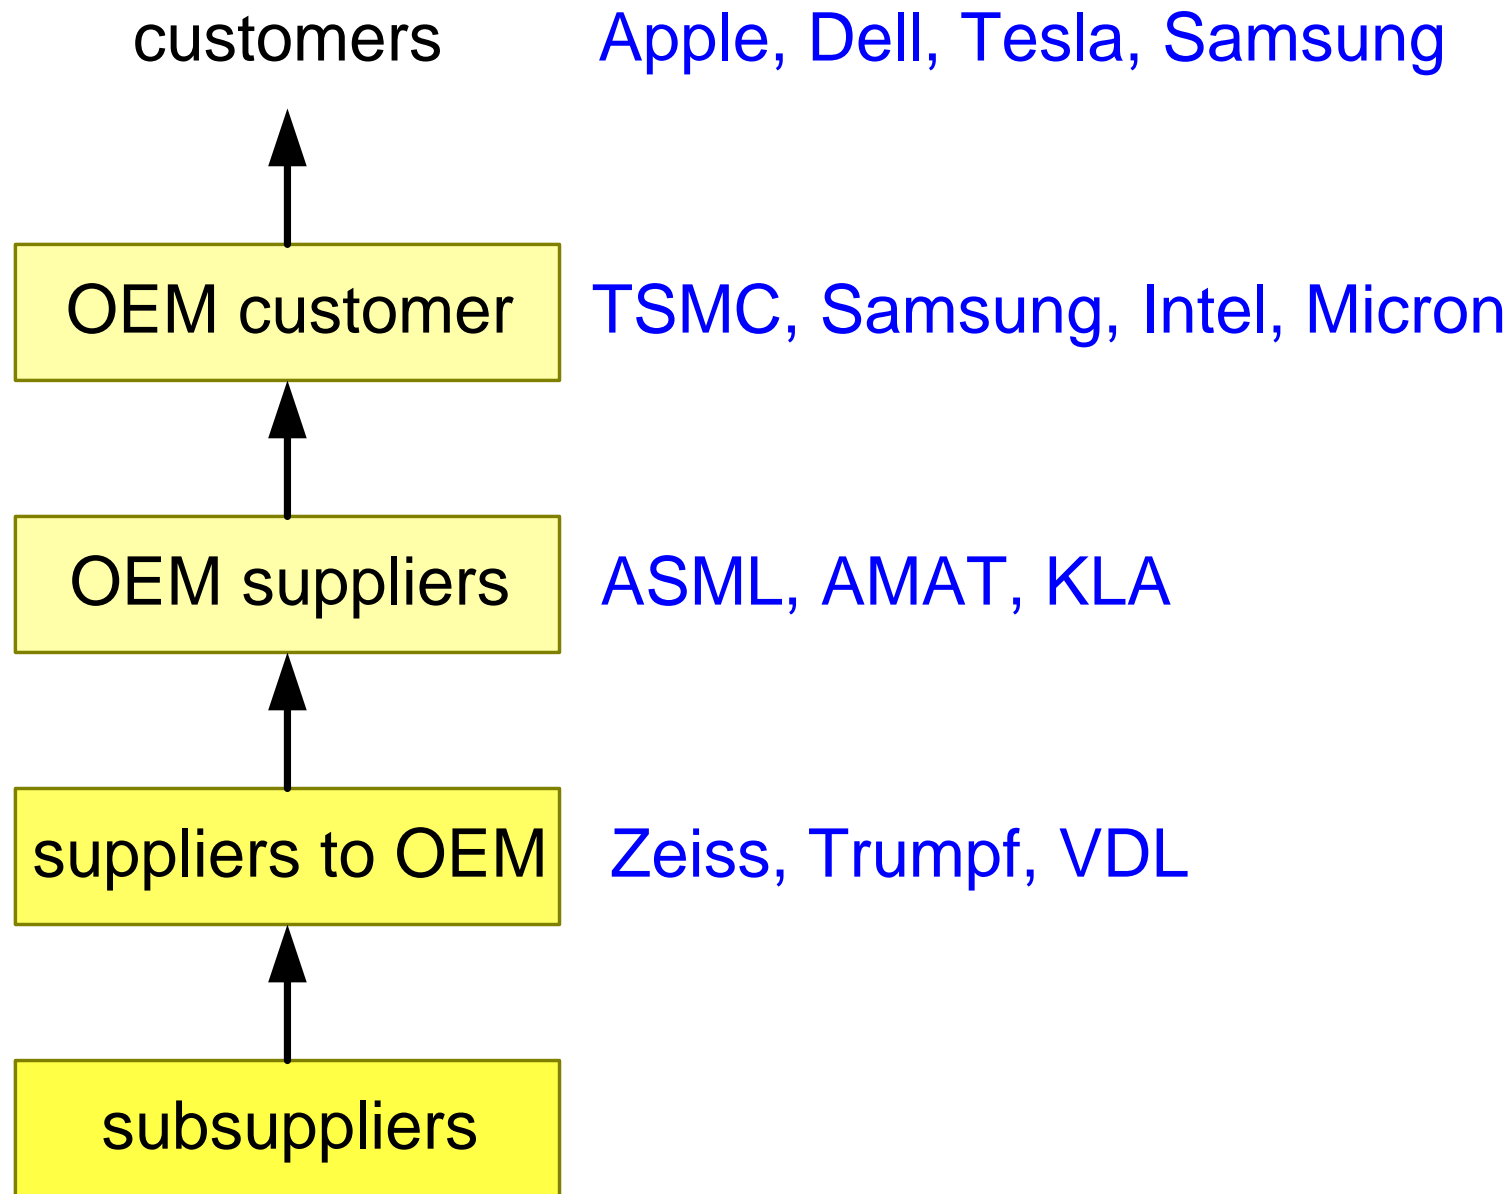 customers Apple, Dell, Tesla, Samsung
OEM customer TSMC, Samsung, Intel, Micron
OEM suppliers ASML, AMAT, KLA
suppliers to OEM Zeiss, Trumpf, VDL
subsuppliers